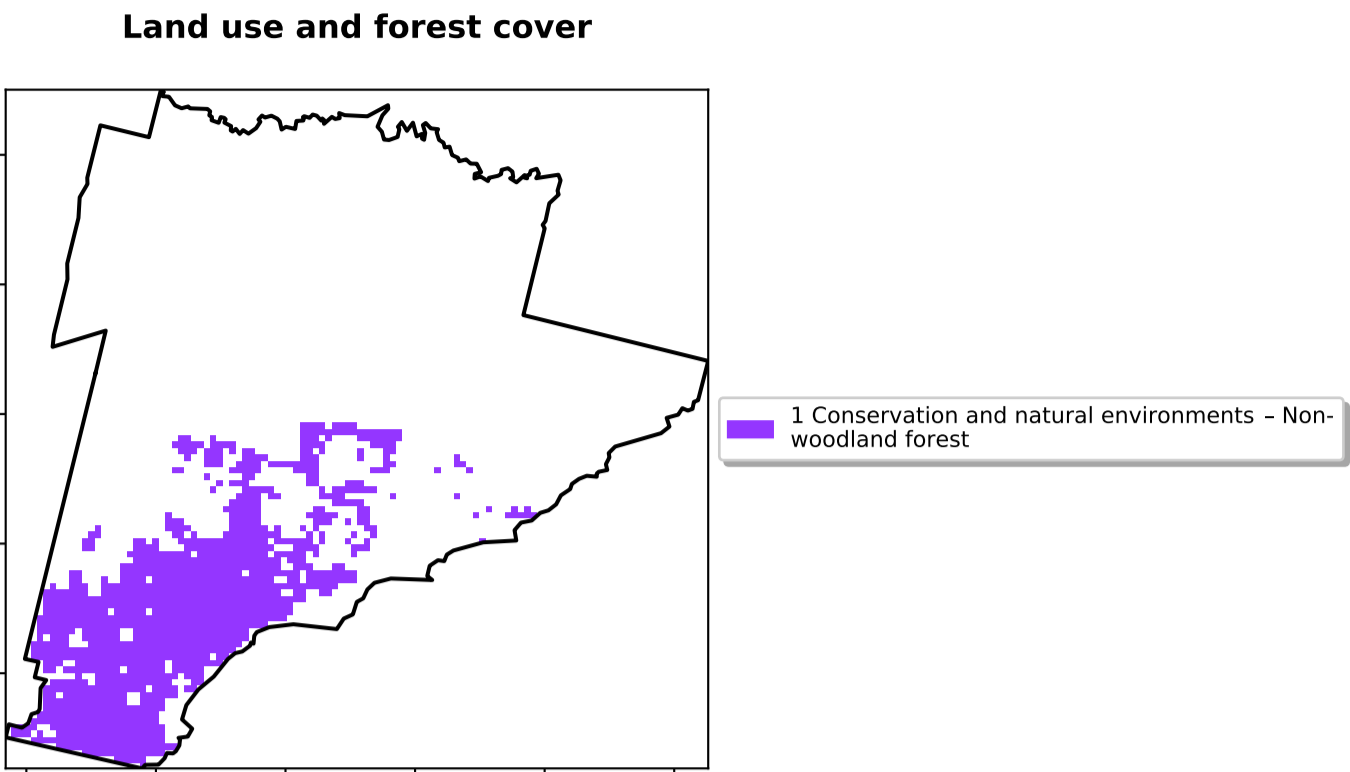 Land use and forest cover
1 Conservation and natural environments – Non-
woodland forest